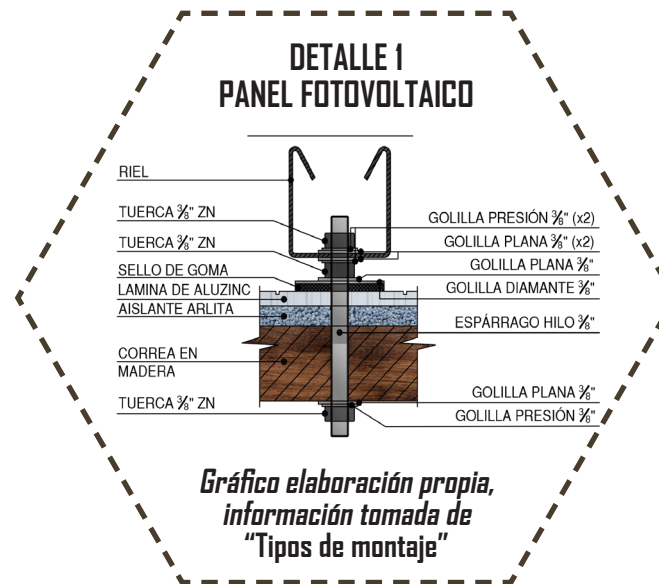 DETALLE 1
PANEL FOTOVOLTAICO
RIEL
TUERCA ⅜" ZN
TUERCA ⅜" ZN
SELLO DE GOMA
LAMINA DE ALUZINC
AISLANTE ARLITA
CORREA EN
MADERA
TUERCA ⅜" ZN
GOLILLA PRESIÓN ⅜" (x2)
GOLILLA PLANA ⅜" (x2)
GOLILLA PLANA ⅜"
GOLILLA DIAMANTE ⅜"
ESPÁRRAGO HILO ⅜"
GOLILLA PLANA ⅜"
GOLILLA PRESIÓN ⅜"
Gráfico elaboración propia,
información tomada de
“Tipos de montaje”